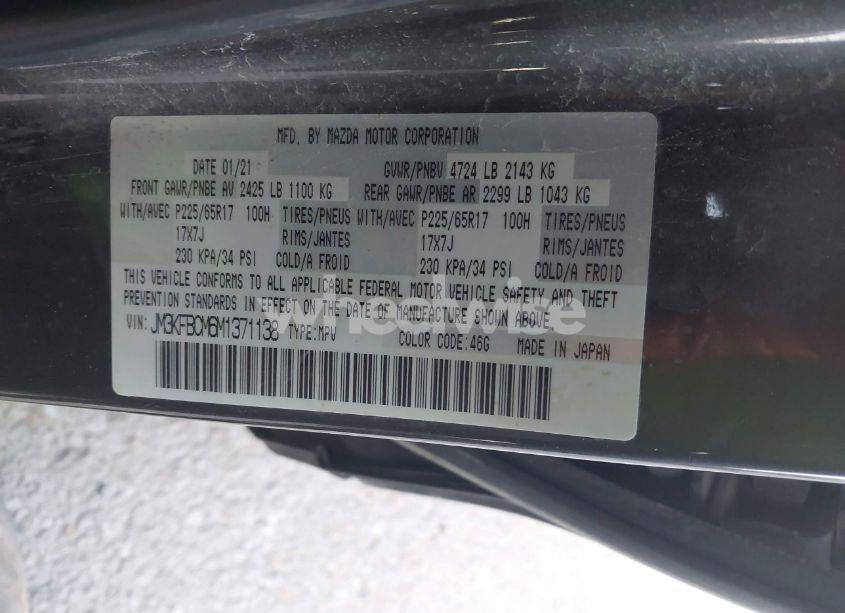 MFD. BY MAZDA MOTOR CORPORATION
DATE 01/21 GVWR/PNBV 4724 LB 2143 KG
FRONT GAWR/PNBE AV 2425 LB 1100 KG REAR GAWR/PNBE AR 2299 LB 1043 KG
WITH/AVEC P225/65R17 100H TIRES/PNEUS WITH/AVEC P225/65R17 100H TIRES/PNEUS
17X7J RIMS/JANTES 17X7J RIMS/JANTES
230 KPA/34 PSI COLD/A FROID 230 KPA/34 PSI COLD/A FROID
THIS VEHICLE CONFORMS TO ALL APPLICABLE FEDERAL MOTOR VEHICLE SAFETY AND THEFT
PREVENTION STANDARDS IN EFFECT ON THE DATE OF MANUFACTURE SHOWN ABOVE.
VIN: JM3KFBCM6M1371138 TYPE:MPV COLOR CODE:46G MADE IN JAPAN
wheelwise